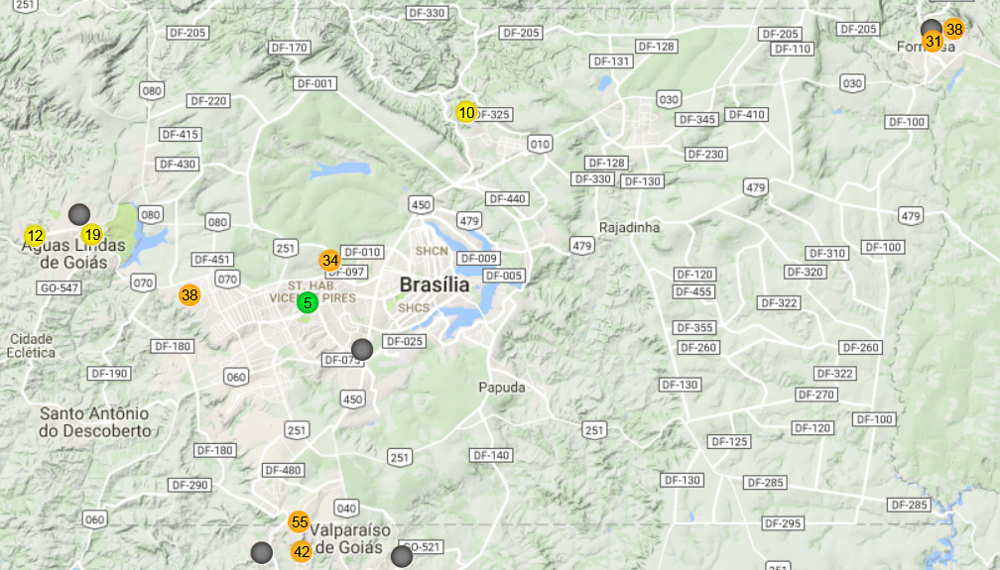 251
DF-330
DF-205
DF-205
DF-205
DF-205
38
31
DF-170
DF-128
DF-110
DF-131
DF-001
080
030
DF-220
030
10
DF-325
DF-345
DF-410
DF-100
DF-415
010
DF-430
DF-128
DF-230
DF-330
DF-130
479
DF-440
450
080
080
479
479
12
19
Águas Lindas
de Goiás
Rajadinha
479
251
DF-010
SHCN
DF-009
DF-451
34
DF-097
DF-310
DF-100
DF-320
DF-120
DF-005
070
070
GO-547
38
ST. HAB.
VICENTE PIRES
5
Brasília
SHCS
DF-455
DF-322
DF-355
DF-260
DF-260
Cidade
Eclética
DF-180
DF-025
DF-075
DF-190
060
DF-322
DF-130
Papuda
DF-270
450
Santo Antônio
do Descoberto
251
251
DF-120
DF-100
DF-125
DF-180
251
DF-140
DF-480
DF-290
DF-130
DF-285
DF-285
040
060
55
DF-295
Valparaíso
de Goiás
42
GO-521
251